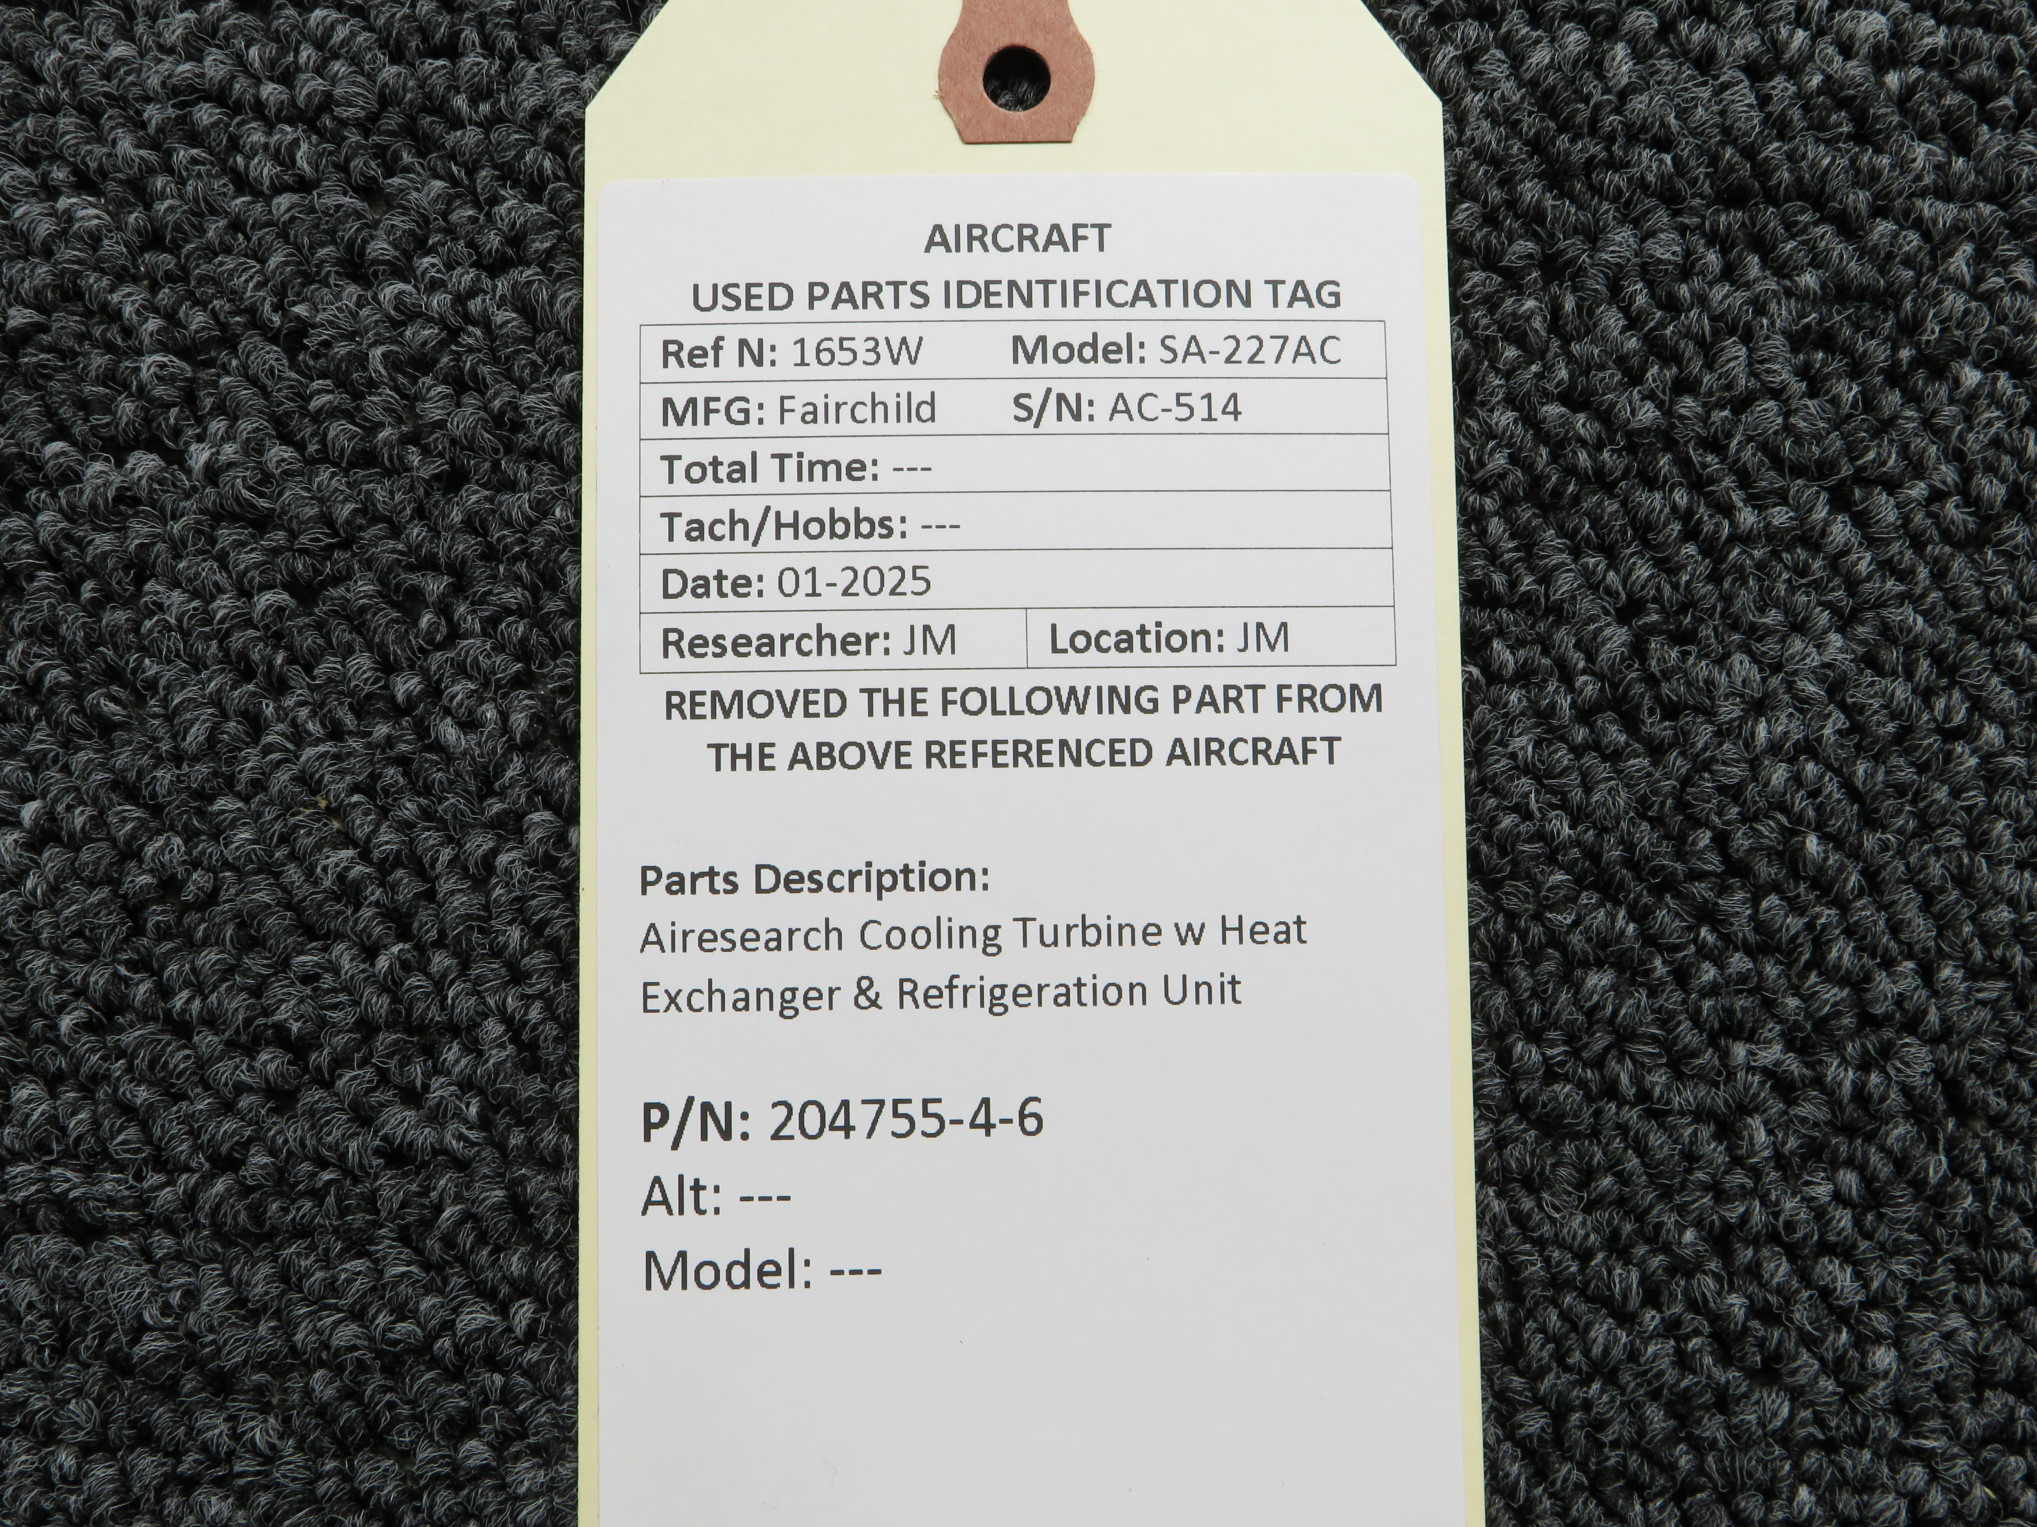 AIRCRAFT
USED PARTS IDENTIFICATION TAG
Ref N: 1653W Model: SA-227AC
MFG: Fairchild S/N: AC-514
Total Time: ---
Tach/Hobbs: ---
Date: 01-2025
Researcher: JM Location: JM
REMOVED THE FOLLOWING PART FROM
THE ABOVE REFERENCED AIRCRAFT
Parts Description:
Airesearch Cooling Turbine w Heat
Exchanger & Refrigeration Unit
P/N: 204755-4-6
Alt: ---
Model: ---